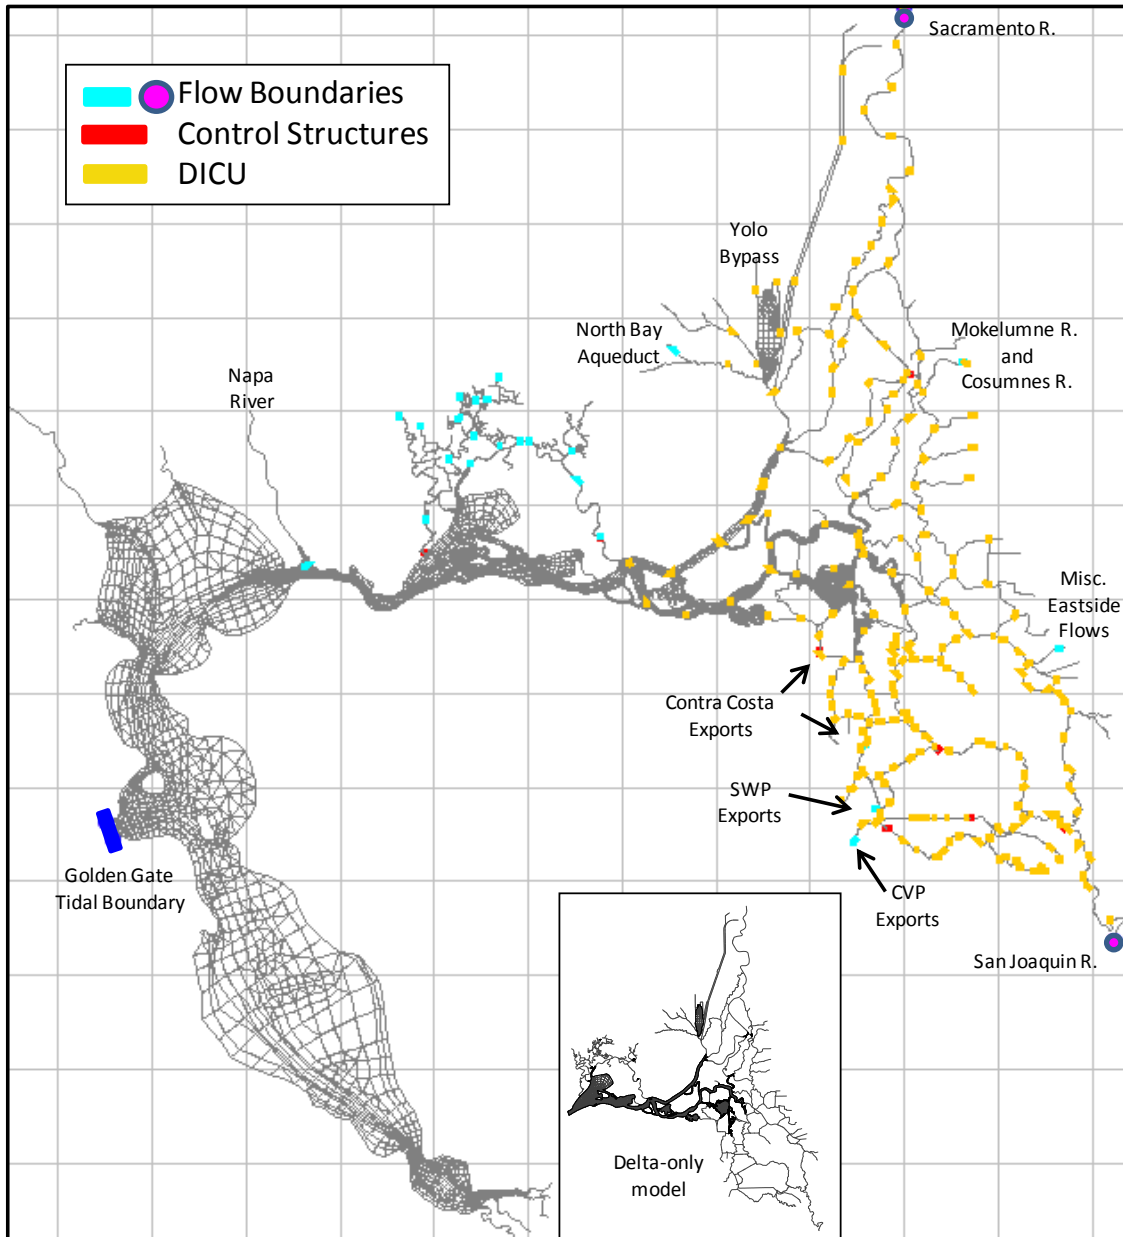 Sacramento R.
Flow Boundaries
Control Structures
DICU
Yolo
Bypass
North Bay
Aqueduct
Mokelumne R.
and
Cosumnes R.
Napa
River
Misc.
Eastside
Flows
Contra Costa
Exports
SWP
Exports
Golden Gate
Tidal Boundary
CVP
Exports
San Joaquin R.
Delta-only
model